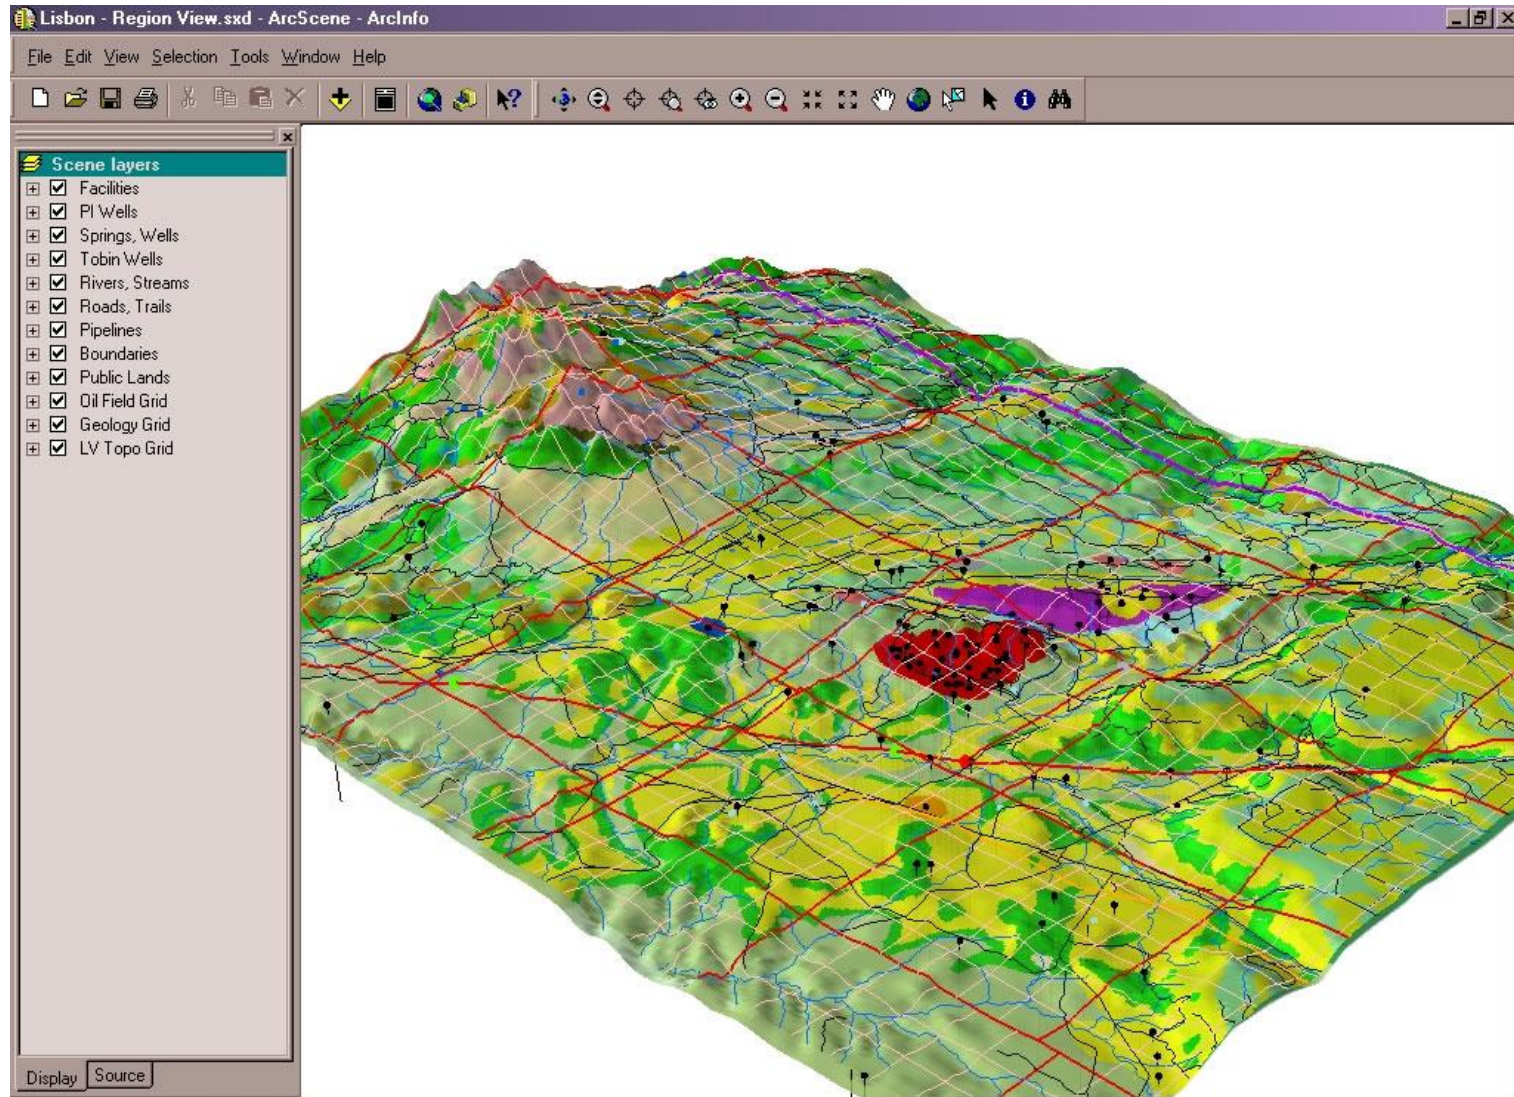 Lisbon - Region View.sxd - ArcScene - ArcInfo
File Edit View Selection Tools Window Help
Scene layers
Facilities
PI Wells
Springs, Wells
Tobin Wells
Rivers, Streams
Roads, Trails
Pipelines
Boundaries
Public Lands
Oil Field Grid
Geology Grid
LV Topo Grid
Display Source